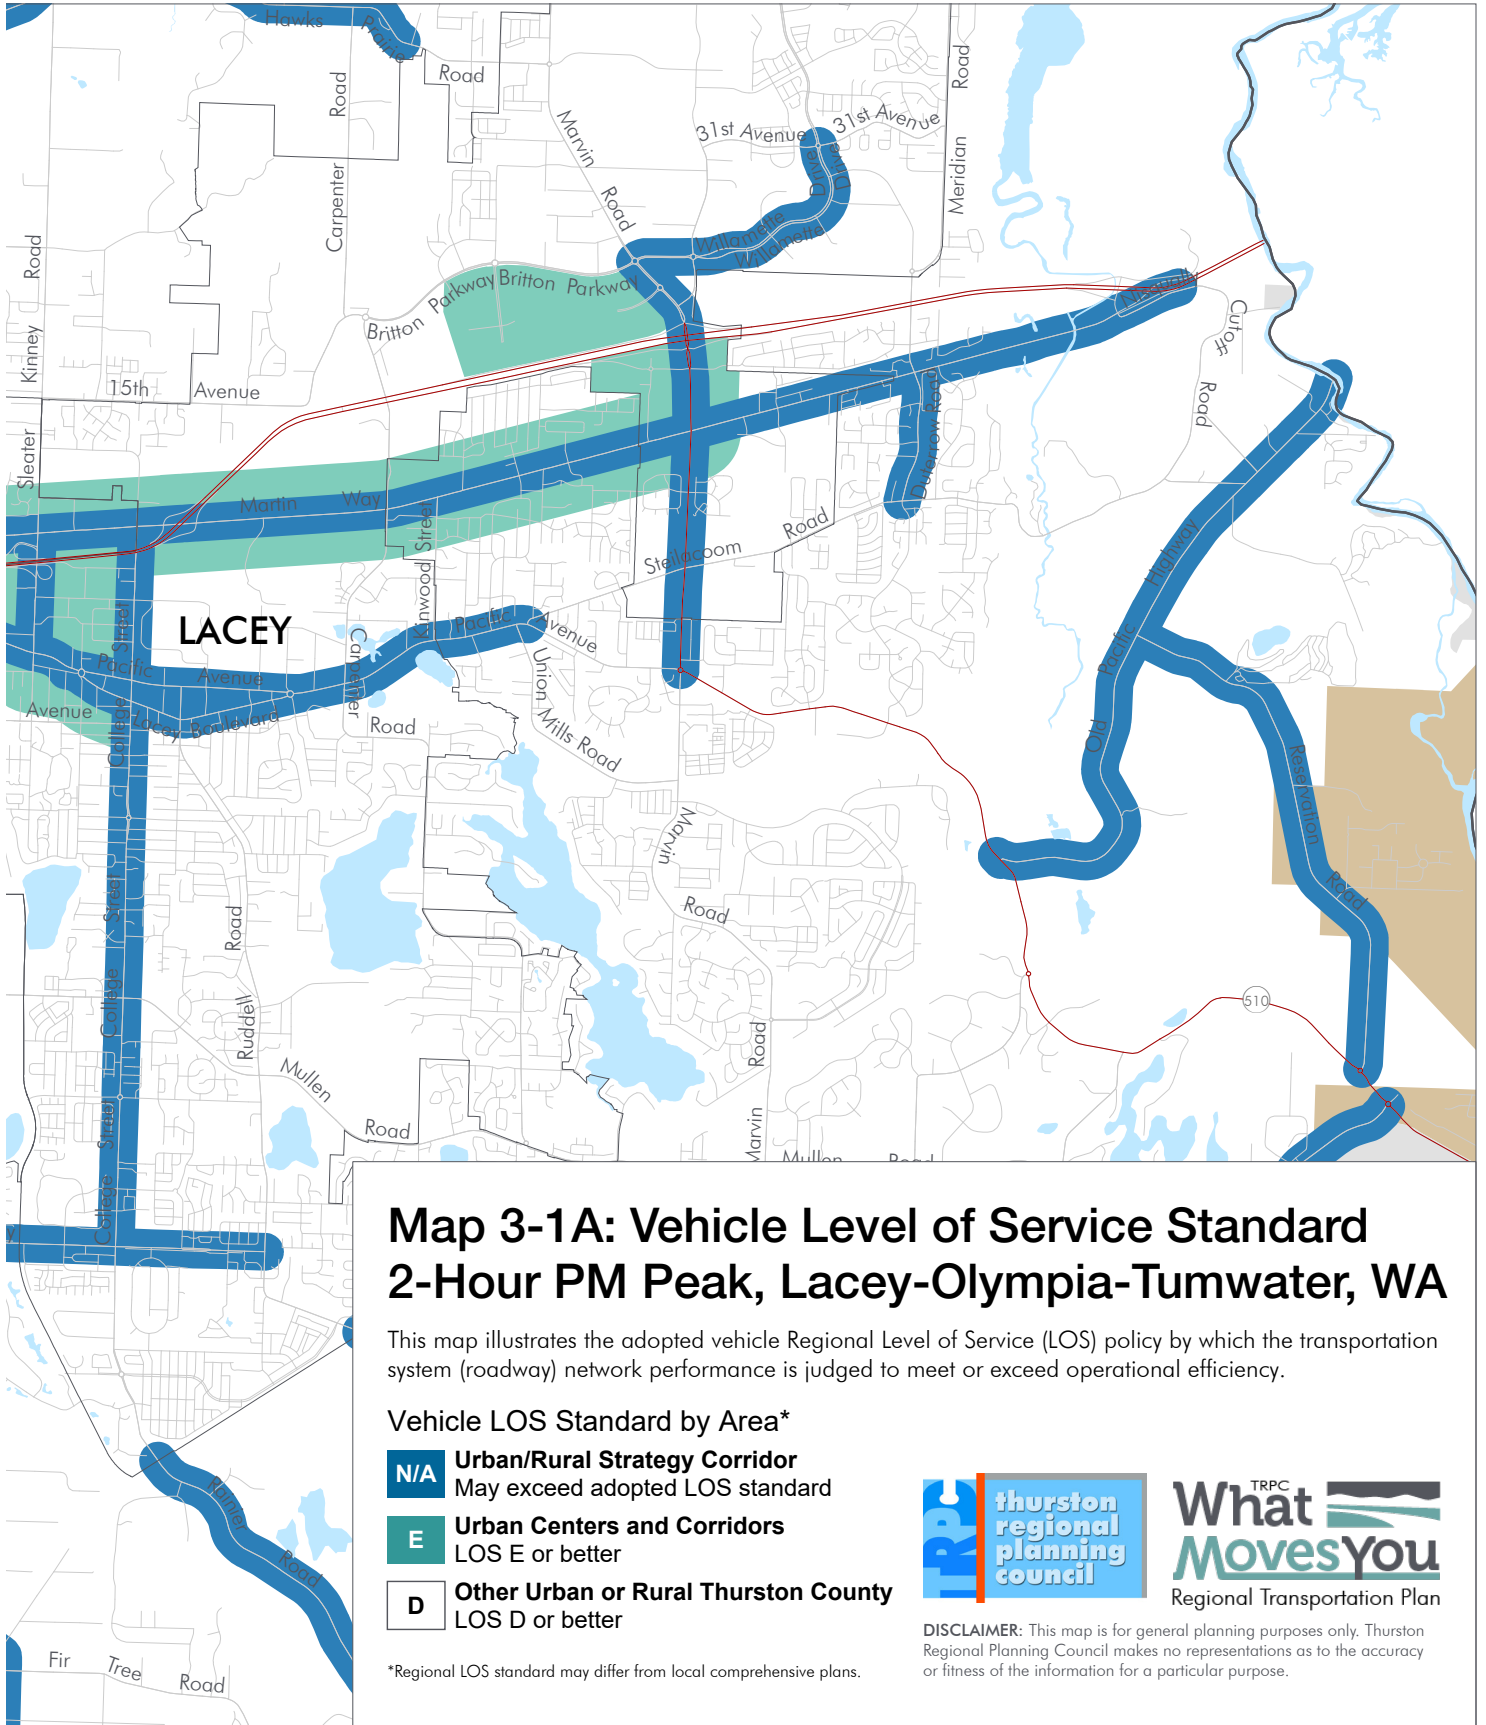 Hawks
Prairie
Road
Road
Road
Marvin
Road
31st Avenue
31st Avenue
Drive
Drive
Carpenter
Meridian
Willamette
Willamette
Road
Parkway
Britton Parkway
Britton
Nisqually
Cutoff
Road
Kinney
15th
Avenue
Sleater
Duterrow Road
Martin Way
Kinwood Street
Steilacoom
Road
Highway
Pacific
Old
LACEY
Street
Pacific
Avenue
Carpenter
Pacific
Avenue
Union
Mills Road
Avenue
College
Lacey Boulevard
Road
Reservation
Road
Marvin
Road
Street
College
Road
Ruddell
510
Mullen
Road
Street
College
Road
Marvin
Mullen
Road
Map 3-1A: Vehicle Level of Service Standard
2-Hour PM Peak, Lacey-Olympia-Tumwater, WA
This map illustrates the adopted vehicle Regional Level of Service (LOS) policy by which the transportation
system (roadway) network performance is judged to meet or exceed operational efficiency.
Vehicle LOS Standard by Area*
N/A
Urban/Rural Strategy Corridor
May exceed adopted LOS standard
E
Urban Centers and Corridors
LOS E or better
D
Other Urban or Rural Thurston County
LOS D or better
*Regional LOS standard may differ from local comprehensive plans.
TRPC
thurston
regional
planning
council
TRPC
What
MovesYou
Regional Transportation Plan
DISCLAIMER: This map is for general planning purposes only. Thurston
Regional Planning Council makes no representations as to the accuracy
or fitness of the information for a particular purpose.
Rainier
Road
Fir
Tree
Road